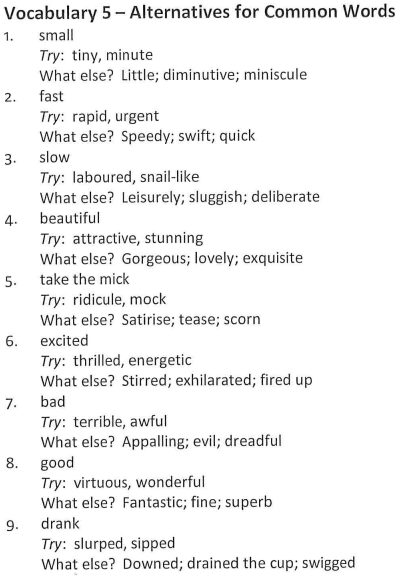 Vocabulary 5 – Alternatives for Common Words
1. small
Try: tiny, minute
What else? Little; diminutive; miniscule
2. fast
Try: rapid, urgent
What else? Speedy; swift; quick
3. slow
Try: laboured, snail-like
What else? Leisurely; sluggish; deliberate
4. beautiful
Try: attractive, stunning
What else? Gorgeous; lovely; exquisite
5. take the mick
Try: ridicule, mock
What else? Satirise; tease; scorn
6. excited
Try: thrilled, energetic
What else? Stirred; exhilarated; fired up
7. bad
Try: terrible, awful
What else? Appalling; evil; dreadful
8. good
Try: virtuous, wonderful
What else? Fantastic; fine; superb
9. drank
Try: slurped, sipped
What else? Downed; drained the cup; swigged